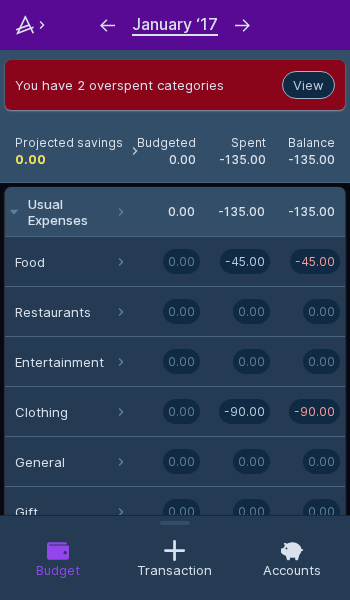 January ‘17
You have 2 overspent categories
View
Projected savings Budgeted Spent Balance
0.00 0.00 -135.00 -135.00
Usual
Expenses 0.00 -135.00 -135.00
Food 0.00 -45.00 -45.00
Restaurants 0.00 0.00 0.00
Entertainment 0.00 0.00 0.00
Clothing 0.00 -90.00 -90.00
General 0.00 0.00 0.00
Gift 0.00 0.00 0.00
Budget Transaction Accounts